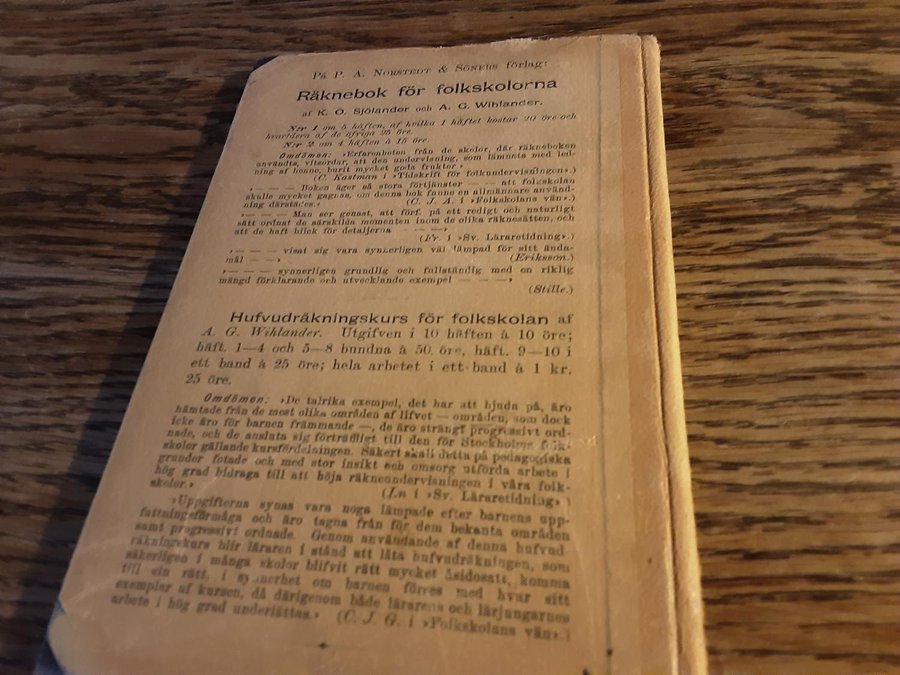 På P. A. Norstedt & Söners förlag:
Räknebok för folkskolorna
af K. O. Sjölander och A. G. Wihlander.
N:r 1 om 5 häften, af hvilka 1 häftet kostar 20 öre och
hvartdera af de öfriga 25 öre.
N:r 2 om 4 häften à 15 öre.
Omdömen: »Erfarenheten från de skolor, där räkneboken
användts, vitsordar, att den undervisning, som lämnats med led-
ning af henne, burit mycket goda frukter.»
(C. Kastman i »Tidskrift för folkundervisningen».)
»— — — Boken äger så stora förtjänster — — att folkskolan
skulle mycket gagnas, om denna bok funne en allmännare använd-
ning därstädes.» (C. J. A. i »Folkskolans vän».)
»— — — Man ser genast, att förf. på ett redigt och naturligt
sätt ordnat de särskilda momenten inom de olika räknesätten, och
att de haft blick för detaljerna — — —»
(Fr. i »Sv. Läraretidning».)
»— — — visat sig vara synnerligen väl lämpad för sitt ända-
mål — — —» (Eriksson.)
»— — — synnerligen grundlig och fullständig med en riklig
mängd förklarande och utvecklande exempel — — —»
(Stille.)
Hufvudräkningskurs för folkskolan af
A. G. Wihlander. Utgifven i 10 häften à 10 öre;
häft. 1—4 och 5—8 bundna à 50 öre, häft. 9—10 i
ett band à 25 öre; hela arbetet i ett band à 1 kr.
25 öre.
Omdömen: »De talrika exempel, det har att bjuda på, äro
hämtade från de mest olika områden af lifvet — områden, som dock
icke äro för barnen främmande —, de äro strängt progressivt ord-
nade, och de ansluta sig förträffligt till den för Stockholms folk-
skolor gällande kursfördelningen. Säkert skall detta på pedagogiska
grunder fotade och med stor insikt och omsorg utförda arbete i
hög grad bidraga till att höja räkneundervisningen i våra folk-
skolor.» (Ln i »Sv. Läraretidning».)
»Uppgifterna synas vara noga lämpade efter barnens upp-
fattningsförmåga och äro tagna från för dem bekanta områden
samt progressivt ordnade. Genom användande af denna hufvud-
räkningskurs blir läraren i stånd att låta hufvudräkningen, som
säkerligen i många skolor blifvit rätt mycket åsidosatt, komma
till sin rätt, i synnerhet om barnen förses med hvar sitt
exemplar af kursen, då därigenom både lärarens och lärjungarnes
arbete i hög grad underlättas.» (C. J. G. i »Folkskolans vän».)